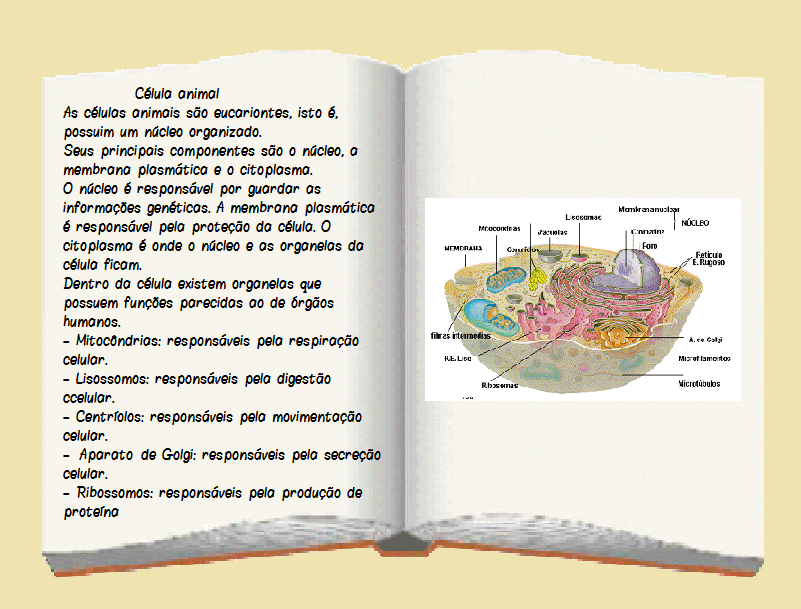 Célula animal
As células animais são eucariontes, isto é,
possuim um núcleo organizado.
Seus principais componentes são o núcleo, a
membrana plasmática e o citoplasma.
O núcleo é responsável por guardar as
informações genéticas. A membrana plasmática
é responsável pela proteção da célula. O
citoplasma é onde o núcleo e as organelas da
célula ficam.
Dentro da célula existem organelas que
possuem funções parecidas ao de órgãos
humanos.
- Mitocôndrias: responsáveis pela respiração
celular.
- Lisossomos: responsáveis pela digestão
ccelular.
- Centríolos: responsáveis pela movimentação
celular.
- Aparato de Golgi: responsáveis pela secreção
celular.
- Ribossomos: responsáveis pela produção de
proteína
Membrana nuclear
Lisosomas
NÚCLEO
Mitocondrias
Vacuolas
Cromatina
Poro
MEMBRANA
Centriolos
Retículo
E. Rugoso
fibras intermedias
A. de Golgi
R.E. Liso
Microfilamentos
Ribosomas
Microtúbulos